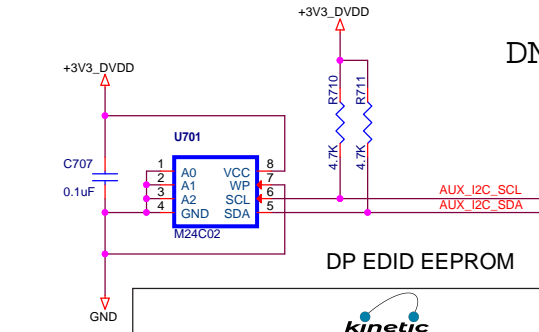 +3V3_DVDD
DN
+3V3_DVDD
R710
R711
U701
C707
0.1uF
4.7K
4.7K
1 A0 VCC 8
2 A1 WP 7
3 A2 SCL 6
4 GND SDA 5
M24C02
AUX_I2C_SCL
AUX_I2C_SDA
DP EDID EEPROM
GND
kinetic